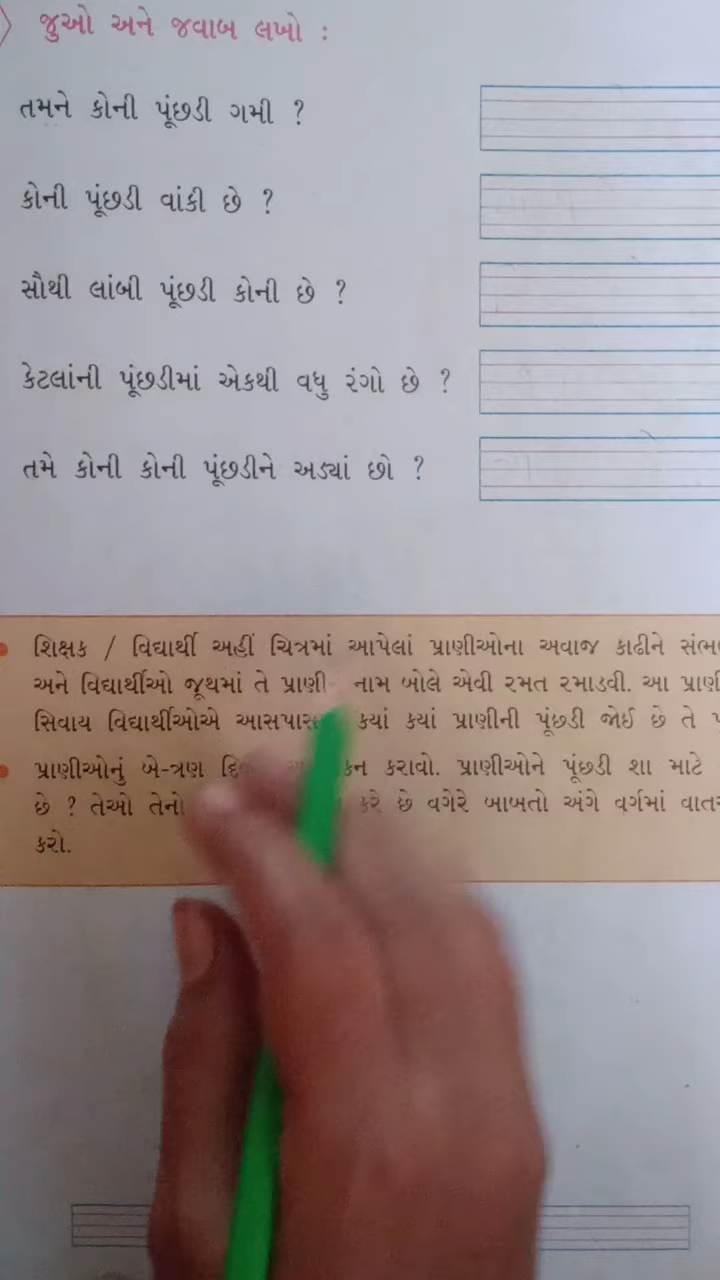 જુઓ અને જવાબ લખો :
તમને કોની પૂંછડી ગમી ?
કોની પૂંછડી વાંકી છે ?
સૌથી લાંબી પૂંછડી કોની છે ?
કેટલાંની પૂંછડીમાં એકથી વધુ રંગો છે ?
તમે કોની કોની પૂંછડીને અડ્યાં છો ?
શિક્ષક / વિદ્યાર્થી અહીં ચિત્રમાં આપેલાં પ્રાણીઓના અવાજ કાઢીને
અને વિદ્યાર્થીઓ જૂથમાં તે પ્રાણી નામ બોલે એવી રમત રમાડવી. આ
સિવાય વિદ્યાર્થીઓએ ક્યાં ક્યાં પ્રાણીની પૂંછડી જોઈ છે તે
પ્રાણીઓનું બે-ત્રણ કરાવો. પ્રાણીઓને પૂંછડી શા માટે
છે ? તેઓ તેનો કરે છે વગેરે બાબતો અંગે વર્ગમાં
કરો.